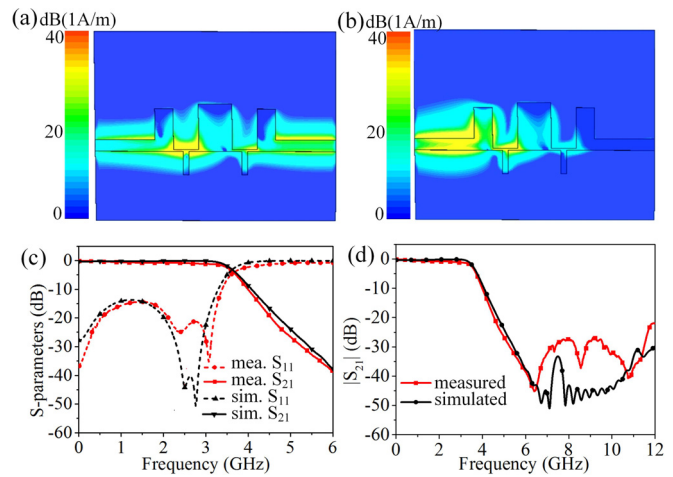 (a)
dB(1A/m)
40
20
0
(b)
dB(1A/m)
40
20
0
(c)
S-parameters (dB)
0
-10
-20
-30
-40
-50
-60
mea. S11
mea. S21
sim. S11
sim. S21
0 1 2 3 4 5 6
Frequency (GHz)
(d)
|S21| (dB)
0
-10
-20
-30
-40
-50
-60
measured
simulated
0 2 4 6 8 10 12
Frequency (GHz)